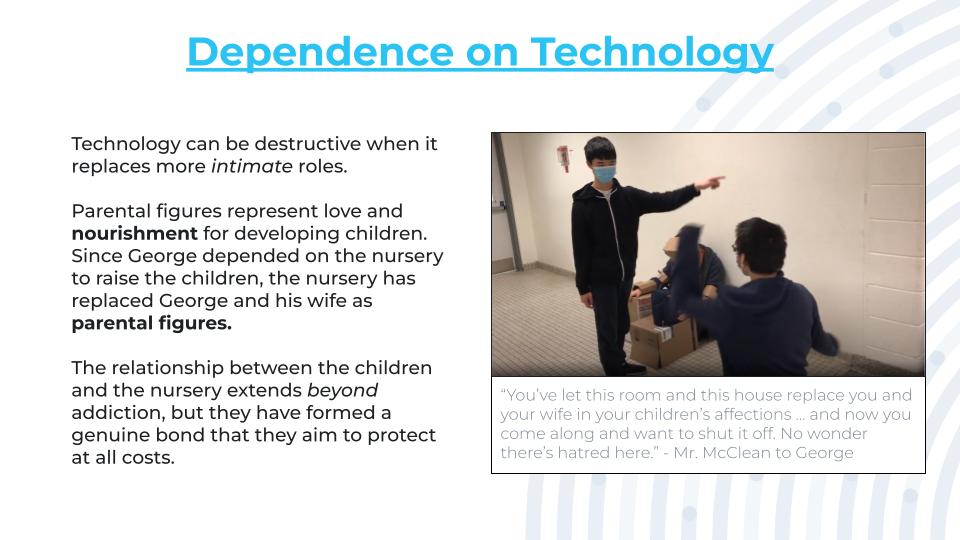 Dependence on Technology
Technology can be destructive when it
replaces more intimate roles.
Parental figures represent love and
nourishment for developing children.
Since George depended on the nursery
to raise the children, the nursery has
replaced George and his wife as
parental figures.
The relationship between the children
and the nursery extends beyond
addiction, but they have formed a
genuine bond that they aim to protect
at all costs.
“You’ve let this room and this house replace you and
your wife in your children’s affections ... and now you
come along and want to shut it off. No wonder
there’s hatred here.” - Mr. McClean to George